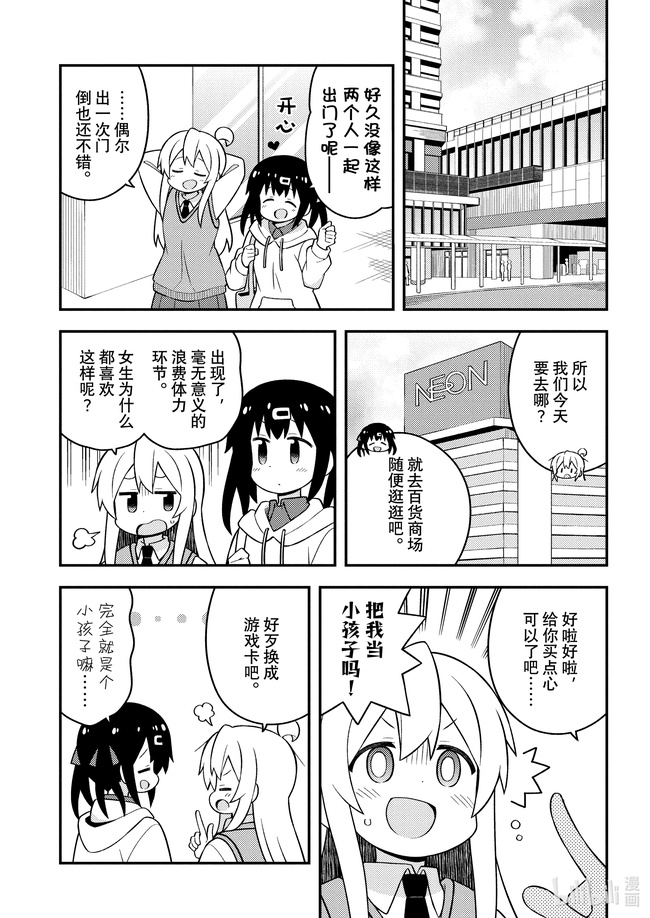 好久没像这样
两个人一起
出门了呢——
开心
……偶尔
出一次门
倒也还不错。
所以
我们今天
要去哪?
NEON
就去百货商场
随便逛逛吧。
出现了,
毫无意义的
浪费体力
环节。
女生为什么
都喜欢
这样呢?
好啦好啦,
给你买点心
可以了吧……
把我当
小孩子吗!
好歹换成
游戏卡吧。
完全就是个
小孩子嘛……
bilibili
漫画